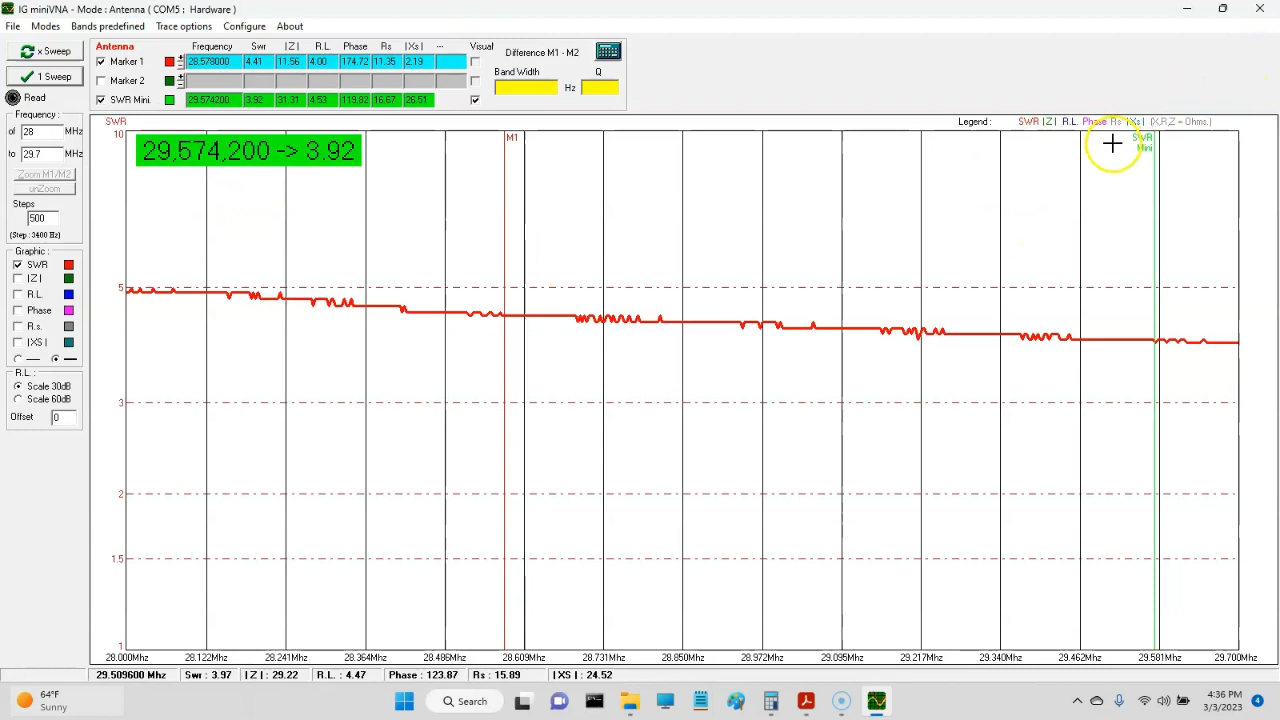 IG miniVNA - Mode : Antenna ( COM5 : Hardware )
File Modes Bands predefined Trace options Configure About
x Sweep
1 Sweep
Read
Antenna Frequency Swr |Z| R.L. Phase Rs |Xs| --- Visual
Marker 1 28.578000 4.41 11.56 4.00 174.72 11.35 2.19
Marker 2
SWR Mini. 29.574200 3.92 31.31 4.53 119.82 16.67 26.51
Difference M1 - M2
Band Width Q
Hz
Frequency :
of 28 MHz
to 29.7 MHz
Zoom M1/M2
unZoom
Steps
500
(Step : 3400 Hz)
Graphic :
SWR
|Z|
R.L.
Phase
R.s.
|XS|
R.L :
Scale 30dB
Scale 60dB
Offset 0
SWR
Legend : SWR |Z| R.L Phase Rs |Xs| (X,R,Z = Ohms.)
29,574,200 -> 3.92
M1
SWR
Mini
10
5
3
2
1.5
1
28.000Mhz 28.122Mhz 28.241Mhz 28.364Mhz 28.486Mhz 28.609Mhz 28.731Mhz 28.850Mhz 28.972Mhz 29.095Mhz 29.217Mhz 29.340Mhz 29.462Mhz 29.581Mhz 29.700Mhz
29.509600 MHz Swr : 3.97 |Z| : 29.22 R.L. : 4.47 Phase : 123.87 Rs : 15.89 |XS| : 24.52
64°F
Sunny
Search
4:36 PM
3/3/2023
4